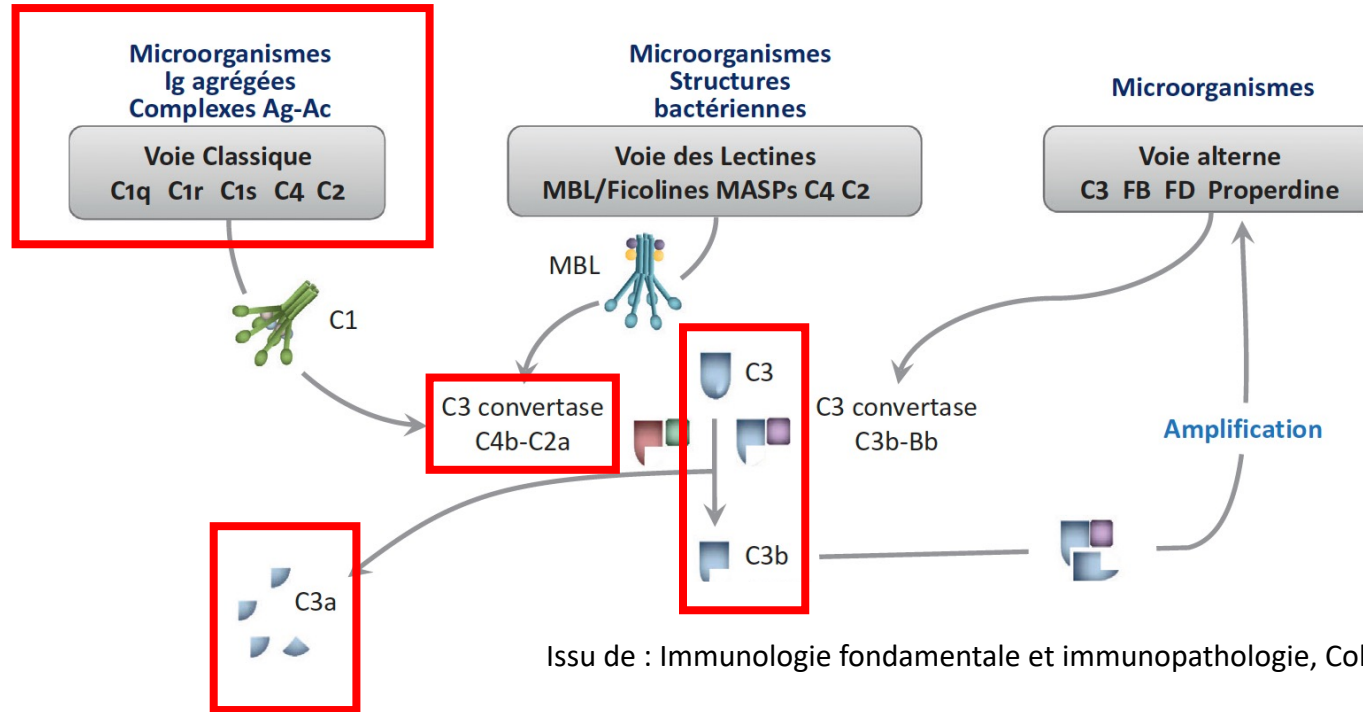 Microorganismes
Ig agrégées
Complexes Ag-Ac
Voie Classique
C1q C1r C1s C4 C2
Microorganismes
Structures
bactériennes
Voie des Lectines
MBL/Ficolines MASPs C4 C2
Microorganismes
Voie alterne
C3 FB FD Properdine
MBL
C1
C3
C3 convertase
C4b-C2a
C3 convertase
C3b-Bb
Amplification
C3b
C3a
Issu de : Immunologie fondamentale et immunopathologie,